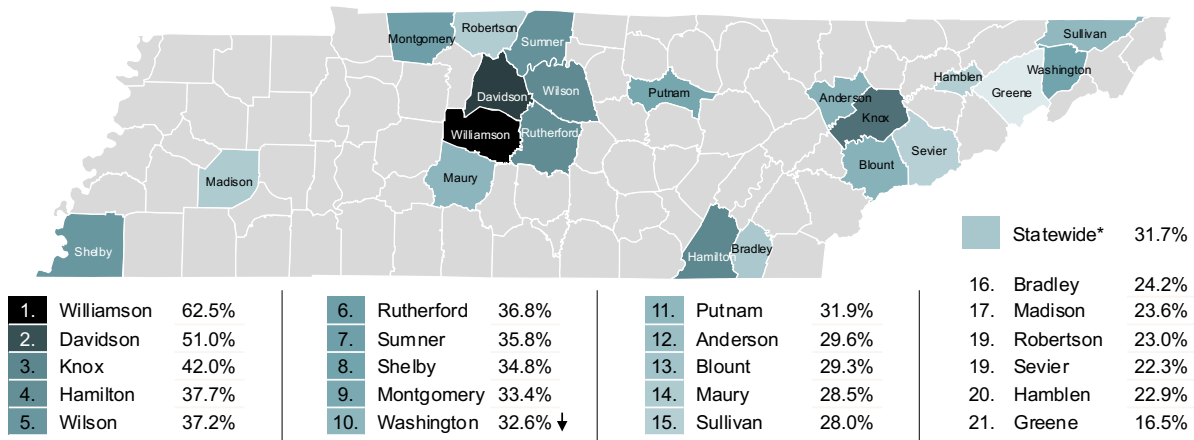 Montgomery
Robertson
Sumner
Sullivan
Davidson
Wilson
Putnam
Anderson
Knox
Hamblen
Greene
Washington
Williamson
Rutherford
Maury
Madison
Blount
Sevier
Shelby
Hamilton
Bradley
Statewide* 31.7%
1. Williamson 62.5%
2. Davidson 51.0%
3. Knox 42.0%
4. Hamilton 37.7%
5. Wilson 37.2%
6. Rutherford 36.8%
7. Sumner 35.8%
8. Shelby 34.8%
9. Montgomery 33.4%
10. Washington 32.6% ↓
11. Putnam 31.9%
12. Anderson 29.6%
13. Blount 29.3%
14. Maury 28.5%
15. Sullivan 28.0%
16. Bradley 24.2%
17. Madison 23.6%
19. Robertson 23.0%
19. Sevier 22.3%
20. Hamblen 22.9%
21. Greene 16.5%